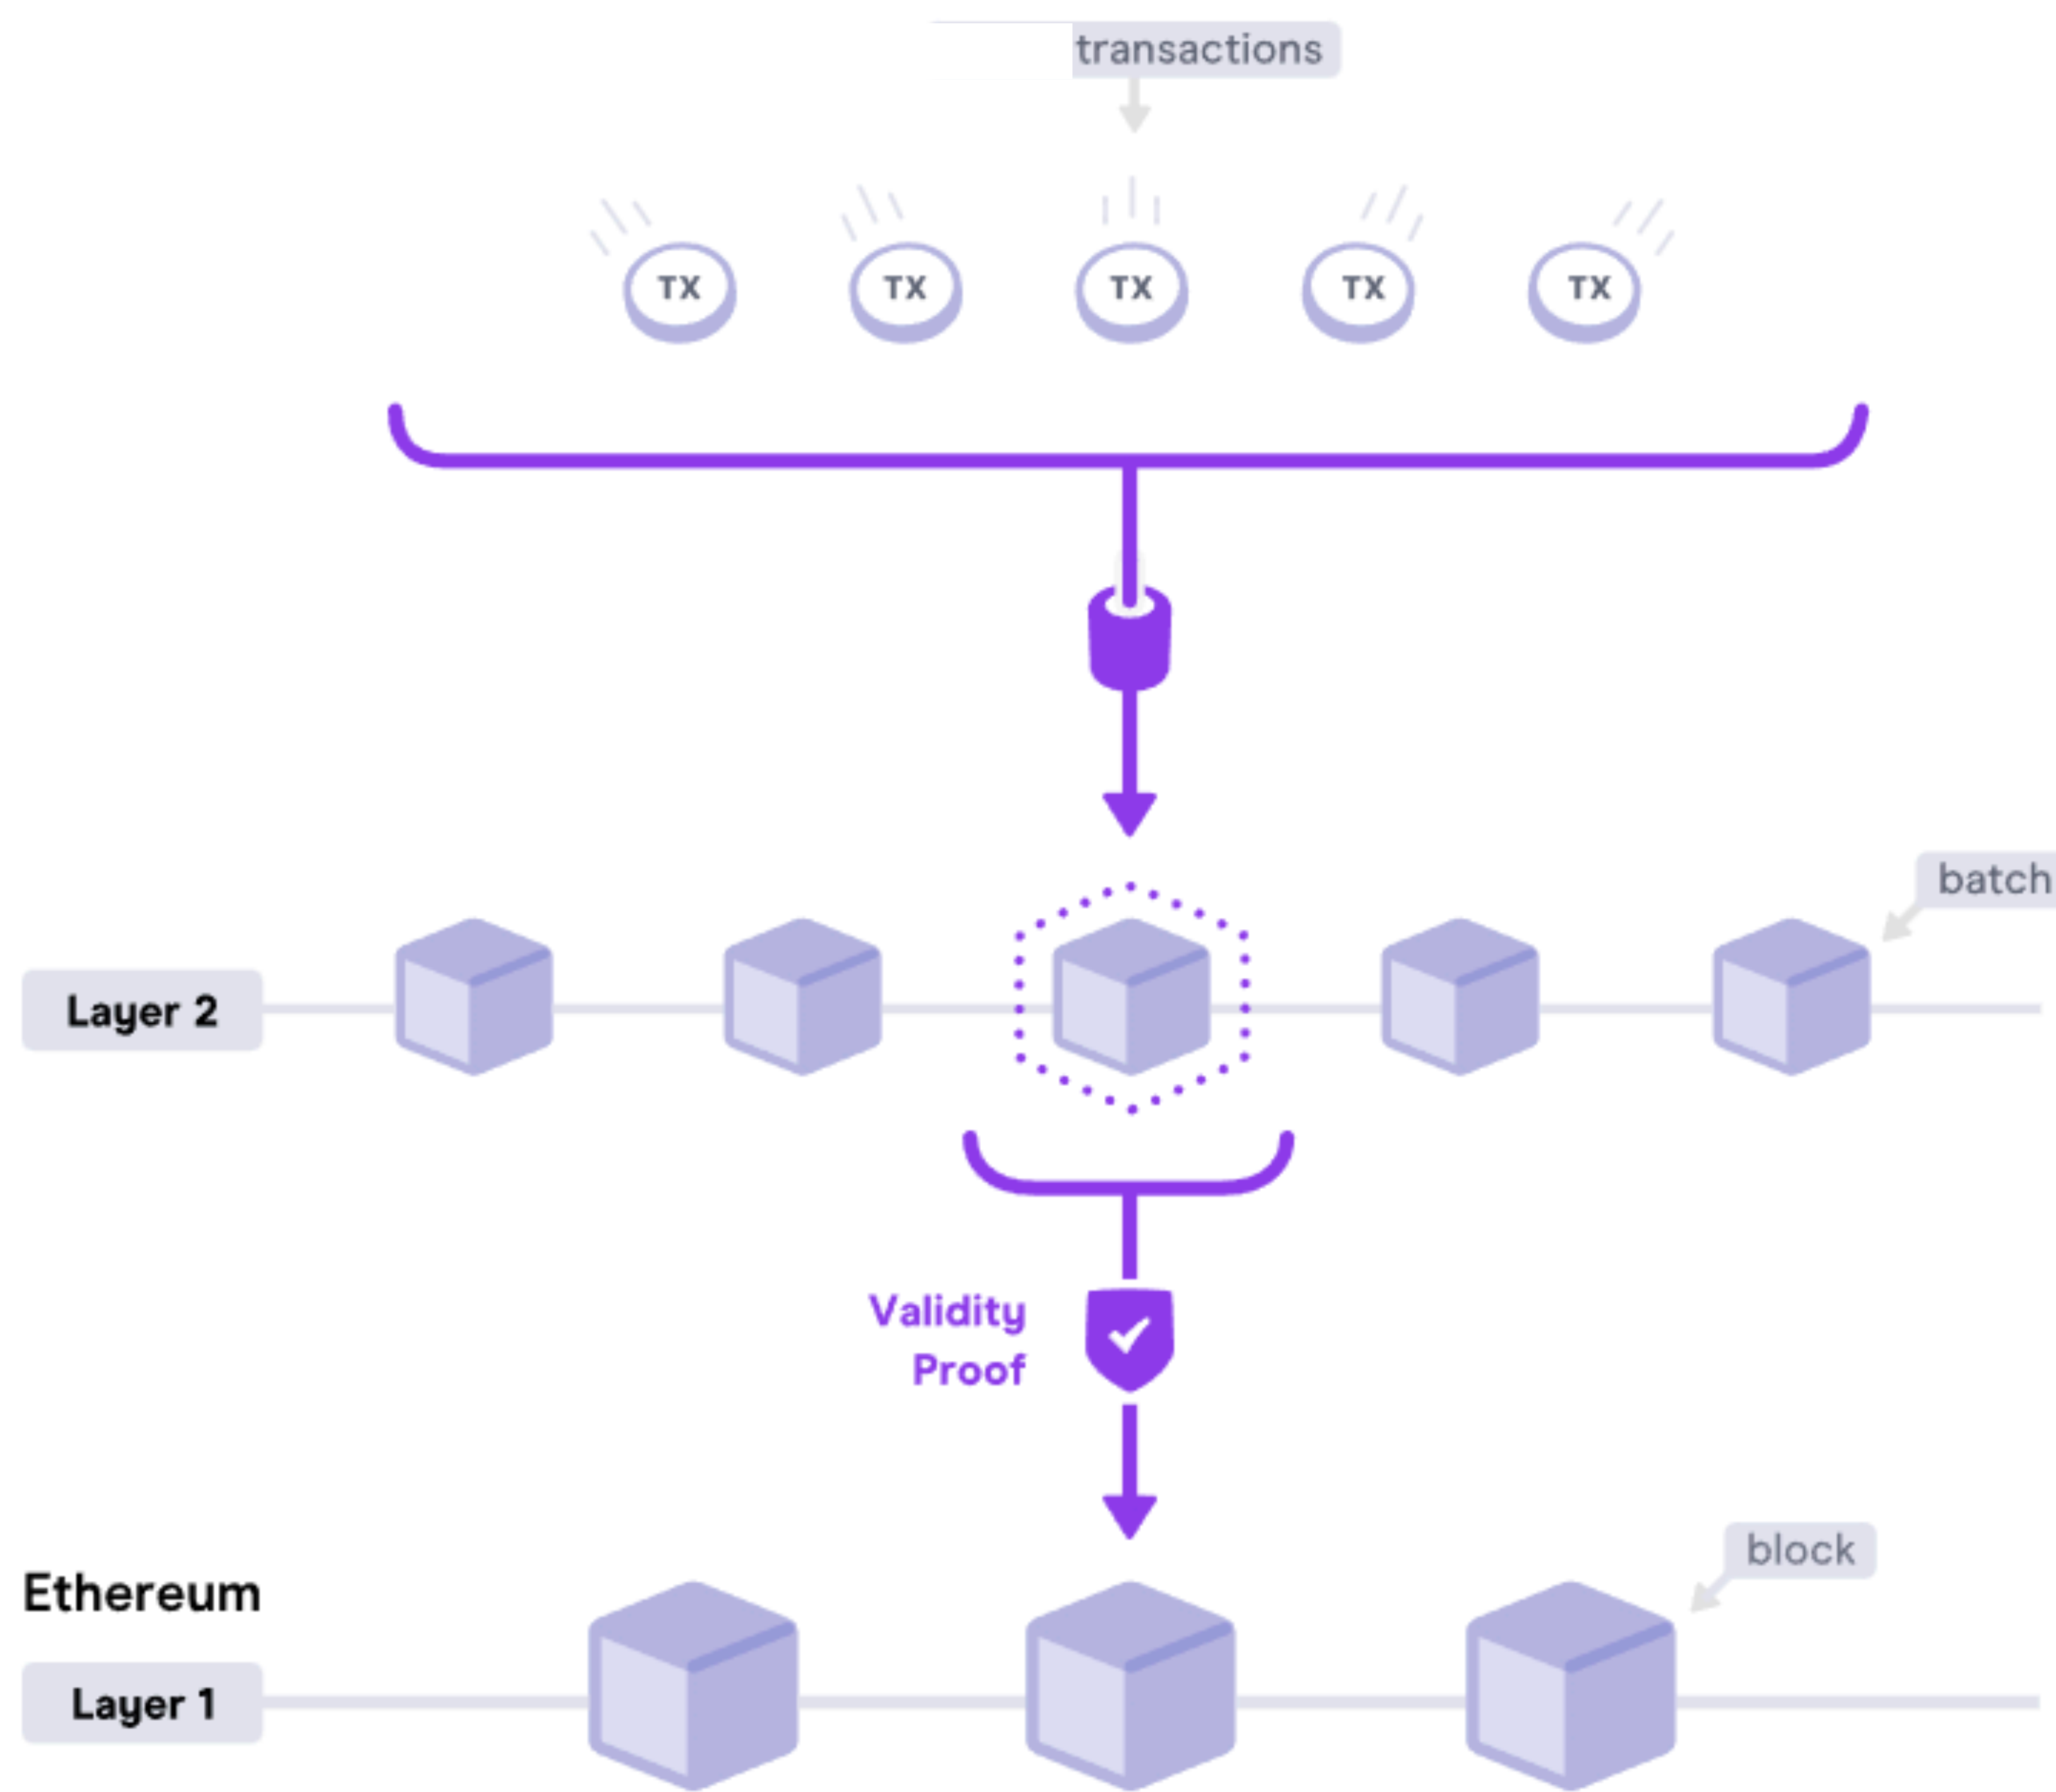 transactions
TX TX TX TX TX
batch
Layer 2
Validity
Proof
block
Ethereum
Layer 1